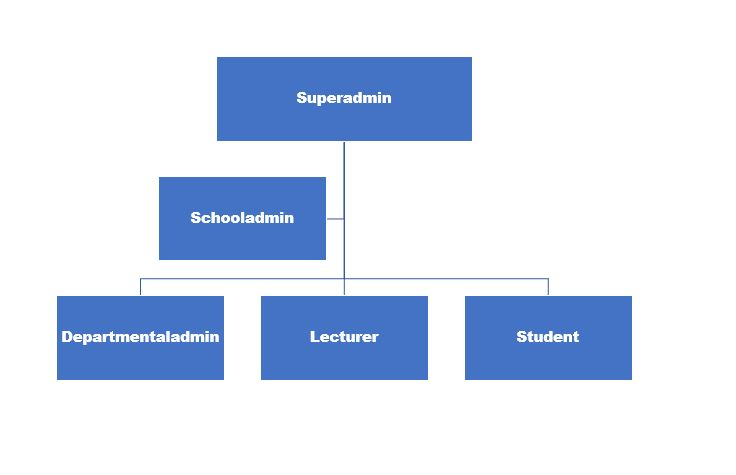 Superadmin
Schooladmin
Departmentaladmin
Lecturer
Student